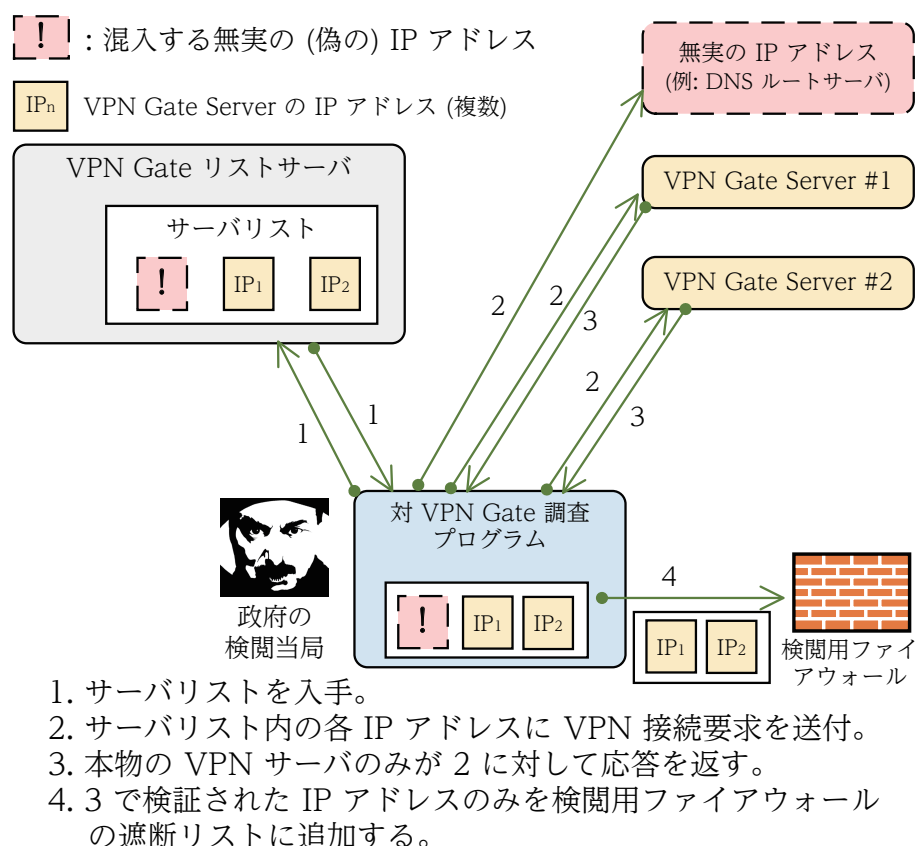 ! : 混入する無実の (偽の) IP アドレス
IPn VPN Gate Server の IP アドレス (複数)
無実の IP アドレス
(例: DNS ルートサーバ)
VPN Gate リストサーバ
サーバリスト
! IP1 IP2
VPN Gate Server #1
VPN Gate Server #2
2
2
3
2
3
1
1
対 VPN Gate 調査
プログラム
! IP1 IP2
政府の
検閲当局
4
IP1 IP2
検閲用ファイ
アウォール
1. サーバリストを入手。
2. サーバリスト内の各 IP アドレスに VPN 接続要求を送付。
3. 本物の VPN サーバのみが 2 に対して応答を返す。
4. 3 で検証された IP アドレスのみを検閲用ファイアウォール
の遮断リストに追加する。